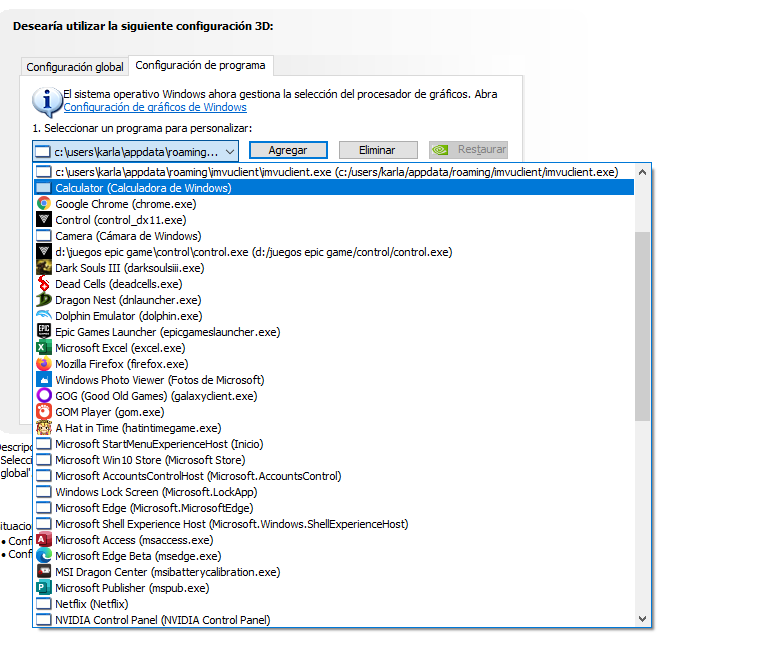 Desearía utilizar la siguiente configuración 3D:
Configuración global
Configuración de programa
El sistema operativo Windows ahora gestiona la selección del procesador de gráficos. Abra
Configuración de gráficos de Windows
1. Seleccionar un programa para personalizar:
c:\users\karla\appdata\roaming...
Agregar
Eliminar
Restaurar
c:\users\karla\appdata\roaming\imvuclient\imvuclient.exe (c:/users/karla/appdata/roaming/imvuclient/imvuclient.exe)
Calculator (Calculadora de Windows)
Google Chrome (chrome.exe)
Control (control_dx11.exe)
Camera (Cámara de Windows)
d:\juegos epic game\control\control.exe (d:/juegos epic game/control/control.exe)
Dark Souls III (darksoulsiii.exe)
Dead Cells (deadcells.exe)
Dragon Nest (dnlauncher.exe)
Dolphin Emulator (dolphin.exe)
EPIC
Epic Games Launcher (epicgameslauncher.exe)
Microsoft Excel (excel.exe)
Mozilla Firefox (firefox.exe)
Windows Photo Viewer (Fotos de Microsoft)
GOG (Good Old Games) (galaxyclient.exe)
GOM Player (gom.exe)
A Hat in Time (hatintimegame.exe)
Microsoft StartMenuExperienceHost (Inicio)
Microsoft Win10 Store (Microsoft Store)
Microsoft AccountsControlHost (Microsoft.AccountsControl)
Windows Lock Screen (Microsoft.LockApp)
Microsoft Edge (Microsoft.MicrosoftEdge)
Microsoft Shell Experience Host (Microsoft.Windows.ShellExperienceHost)
Microsoft Access (msaccess.exe)
Microsoft Edge Beta (msedge.exe)
MSI Dragon Center (msibatterycalibration.exe)
Microsoft Publisher (mspub.exe)
Netflix (Netflix)
NVIDIA Control Panel (NVIDIA Control Panel)
escripc
Selecci
global'
ituacio
• Conf
• Conf